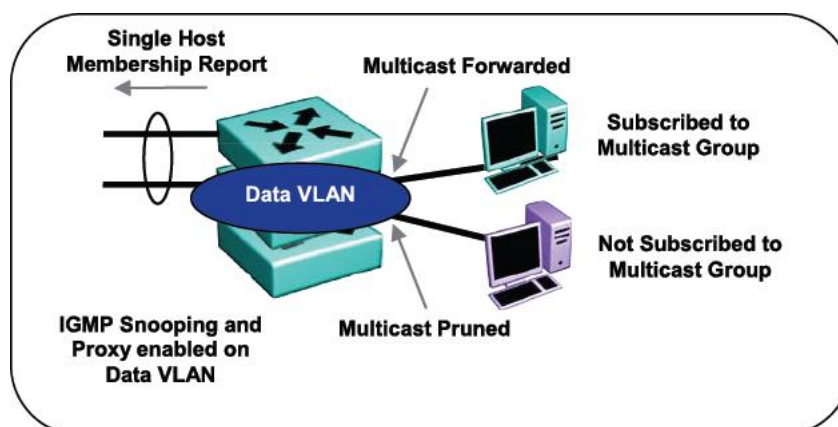 Single Host
Membership Report
Multicast Forwarded
Subscribed to
Multicast Group
Data VLAN
Not Subscribed to
Multicast Group
IGMP Snooping and
Proxy enabled on
Data VLAN
Multicast Pruned